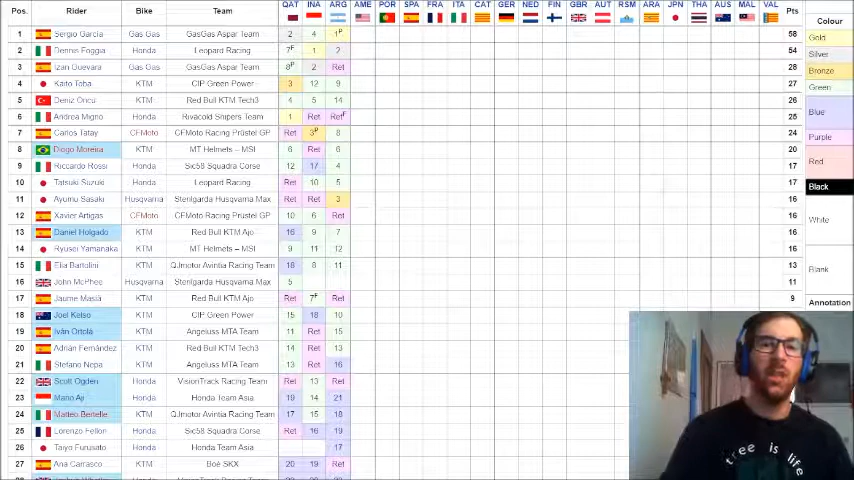 Pos. Rider Bike Team QAT INA ARG AME POR SPA FRA ITA CAT GER NED FIN GBR AUT RSM ARA JPN THA AUS MAL VAL Pts Colour
1 Sergio García Gas Gas GasGas Aspar Team 2 4 1P 58 Gold
2 Dennis Foggia Honda Leopard Racing 7F 1 2 54 Silver
3 Izan Guevara Gas Gas GasGas Aspar Team 8P 2 Ret 28 Bronze
4 Kaito Toba KTM CIP Green Power 3 12 9 27 Green
5 Deniz Öncü KTM Red Bull KTM Tech3 4 5 14 26
6 Andrea Migno Honda Rivacold Snipers Team 1 Ret RetF 25 Blue
7 Carlos Tatay CFMoto CFMoto Racing Prüstel GP Ret 3P 8 24 Purple
8 Diogo Moreira KTM MT Helmets – MSI 6 Ret 6 20 Red
9 Riccardo Rossi Honda Sic58 Squadra Corse 12 17 4 17
10 Tatsuki Suzuki Honda Leopard Racing Ret 10 5 17 Black
11 Ayumu Sasaki Husqvarna Sterilgarda Husqvarna Max Ret Ret 3 16
12 Xavier Artigas CFMoto CFMoto Racing Prüstel GP 10 6 Ret 16 White
13 Daniel Holgado KTM Red Bull KTM Ajo 16 9 7 16
14 Ryusei Yamanaka KTM MT Helmets – MSI 9 11 12 16
15 Elia Bartolini KTM QJmotor Avintia Racing Team 18 8 11 13 Blank
16 John McPhee Husqvarna Sterilgarda Husqvarna Max 5 11
17 Jaume Masià KTM Red Bull KTM Ajo Ret 7F Ret 9 Annotation
18 Joel Kelso KTM CIP Green Power 15 18 10
19 Iván Ortolá KTM Angeluss MTA Team 11 Ret 15
20 Adrián Fernández KTM Red Bull KTM Tech3 14 Ret 13
21 Stefano Nepa KTM Angeluss MTA Team 13 Ret 16
22 Scott Ogden Honda VisionTrack Racing Team Ret 13 Ret
23 Mario Aji Honda Honda Team Asia 19 14 21
24 Matteo Bertelle KTM QJmotor Avintia Racing Team 17 15 18
25 Lorenzo Fellon Honda Sic58 Squadra Corse Ret 16 19
26 Taiyo Furusato Honda Honda Team Asia 17
27 Ana Carrasco KTM Boé SKX 20 19 Ret
tree is life